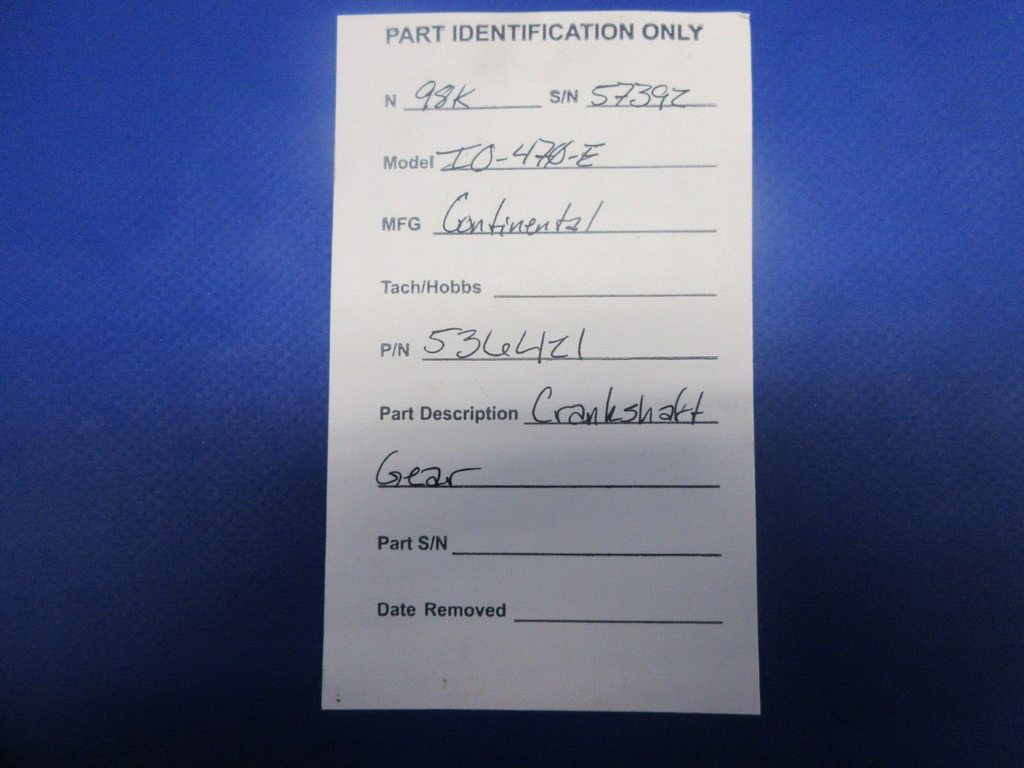 PART IDENTIFICATION ONLY
N 98K S/N 57392
Model IO-470-E
MFG Continental
Tach/Hobbs
P/N 536421
Part Description Crankshaft
Gear
Part S/N
Date Removed